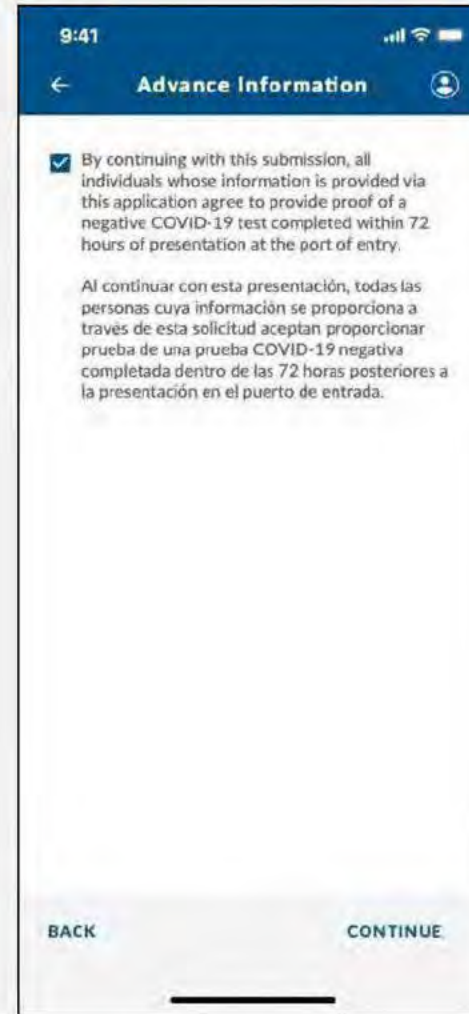 9:41
Advance Information
By continuing with this submission, all
individuals whose information is provided via
this application agree to provide proof of a
negative COVID-19 test completed within 72
hours of presentation at the port of entry.
Al continuar con esta presentación, todas las
personas cuya información se proporciona a
través de esta solicitud aceptan proporcionar
prueba de una prueba COVID-19 negativa
completada dentro de las 72 horas posteriores a
la presentación en el puerto de entrada.
BACK CONTINUE